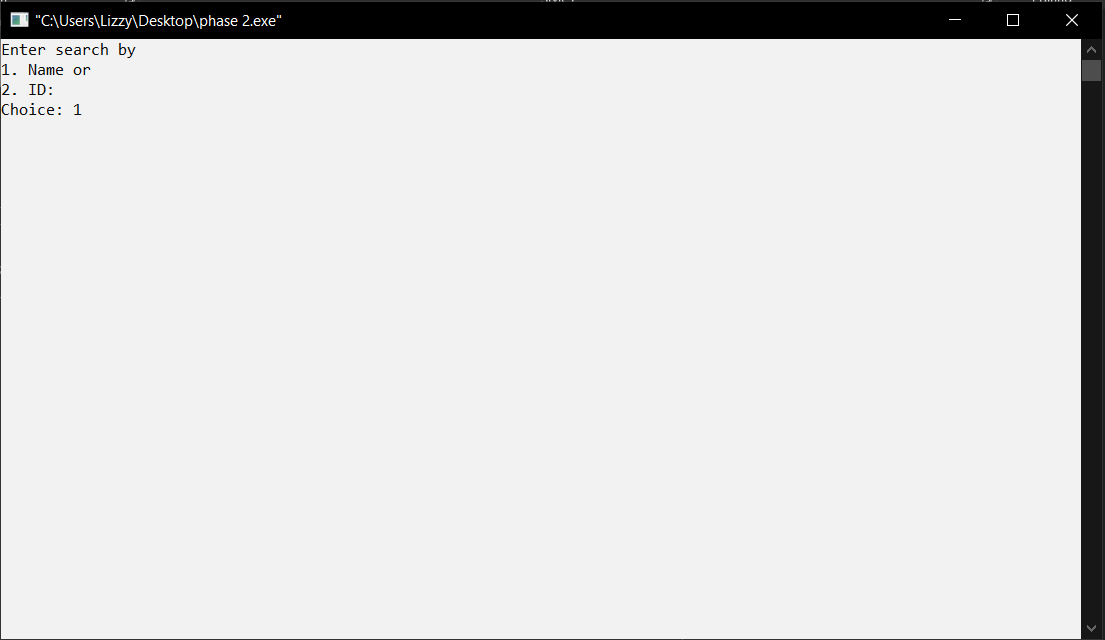 "C:\Users\Lizzy\Desktop\phase 2.exe"
Enter search by
1. Name or
2. ID:
Choice: 1